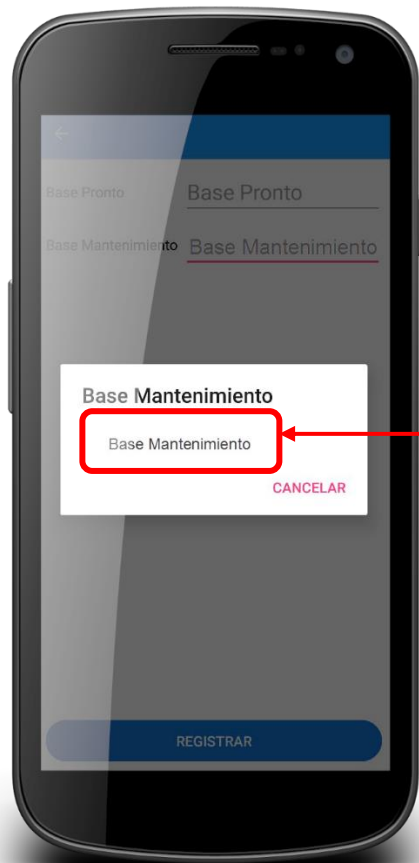 Base Pronto Base Pronto
Base Mantenimiento Base Mantenimiento
Base Mantenimiento
Base Mantenimiento
CANCELAR
REGISTRAR